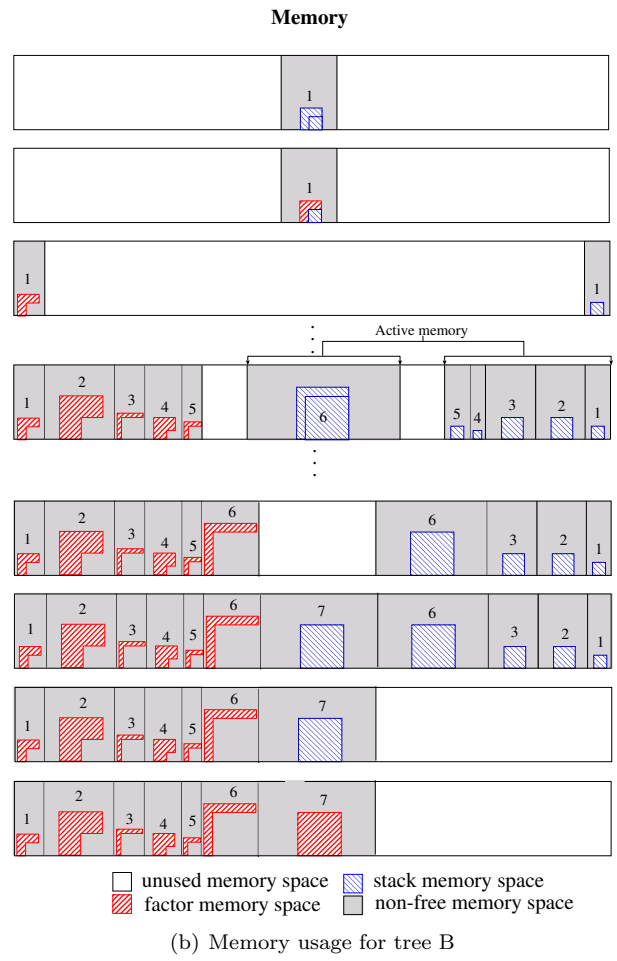 Memory
1
1
1 1
Active memory
1 2 3 4 5 6 5 4 3 2 1
1 2 3 4 5 6 6 3 2 1
1 2 3 4 5 6 7 6 3 2 1
1 2 3 4 5 6 7
1 2 3 4 5 6 7
unused memory space stack memory space
factor memory space non-free memory space
(b) Memory usage for tree B